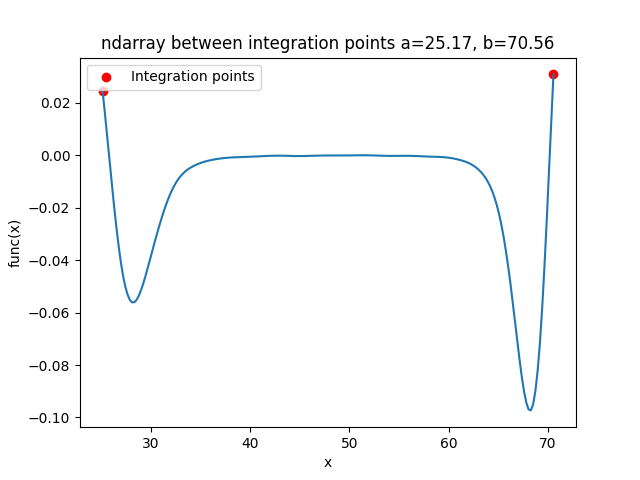 ndarray between integration points a=25.17, b=70.56
Integration points
0.02
0.00
−0.02
−0.04
−0.06
−0.08
−0.10
func(x)
30 40 50 60 70
x